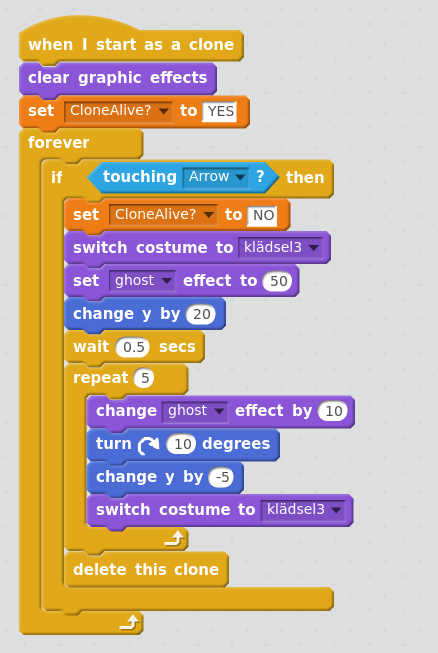 when I start as a clone
clear graphic effects
set CloneAlive? to YES
forever
if touching Arrow ? then
set CloneAlive? to NO
switch costume to klädsel3
set ghost effect to 50
change y by 20
wait 0.5 secs
repeat 5
change ghost effect by 10
turn 10 degrees
change y by -5
switch costume to klädsel3
delete this clone